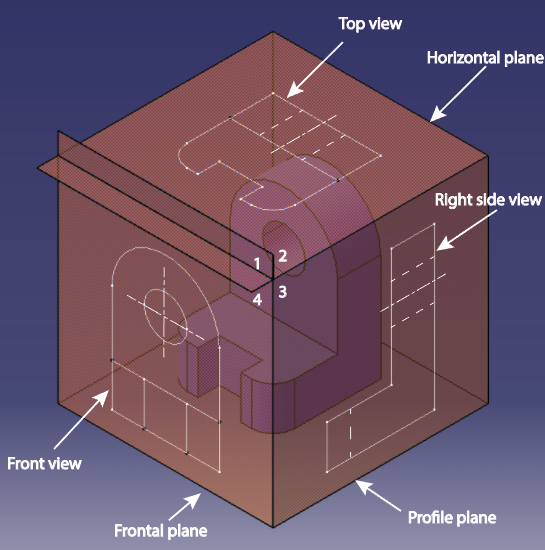 Top view
Horizontal plane
Right side view
1 2
4 3
Front view
Frontal plane
Profile plane